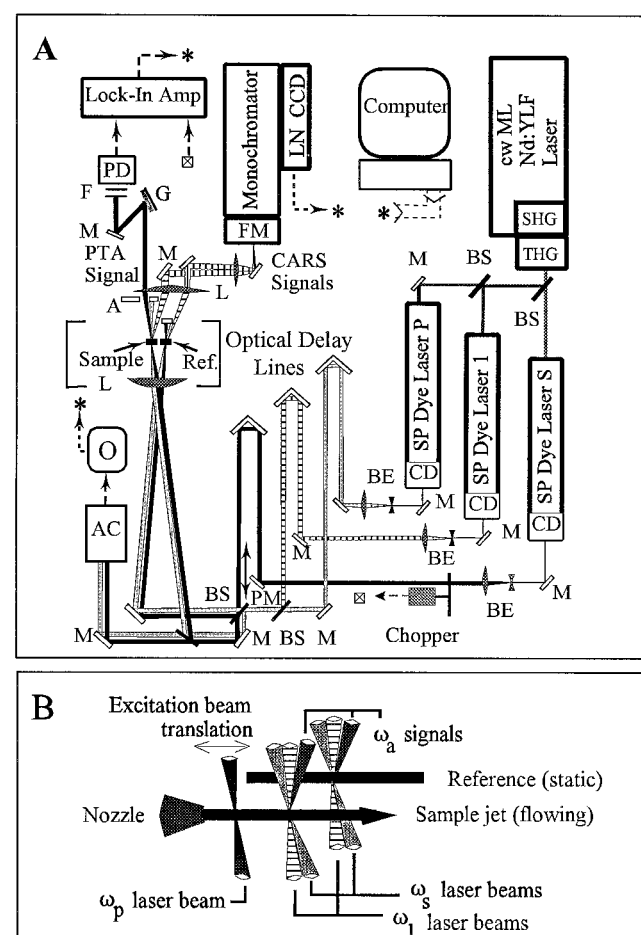 A
*
Lock-In Amp
PD
F
G
M
PTA
Signal
Monochromator
LN CCD
FM
*
M
CARS
Signals
L
A
Sample
Ref.
L
Optical Delay
Lines
Computer
*
cw ML
Nd:YLF
Laser
SHG
THG
M
BS
BS
SP Dye Laser P
SP Dye Laser 1
SP Dye Laser S
CD
CD
CD
BE
M
M
M
BE
M
BE
*
O
AC
BS
PM
M
M
BS
M
Chopper
B
Excitation beam
translation
ωa signals
Reference (static)
Nozzle
Sample jet (flowing)
ωp laser beam
ωs laser beams
ω1 laser beams